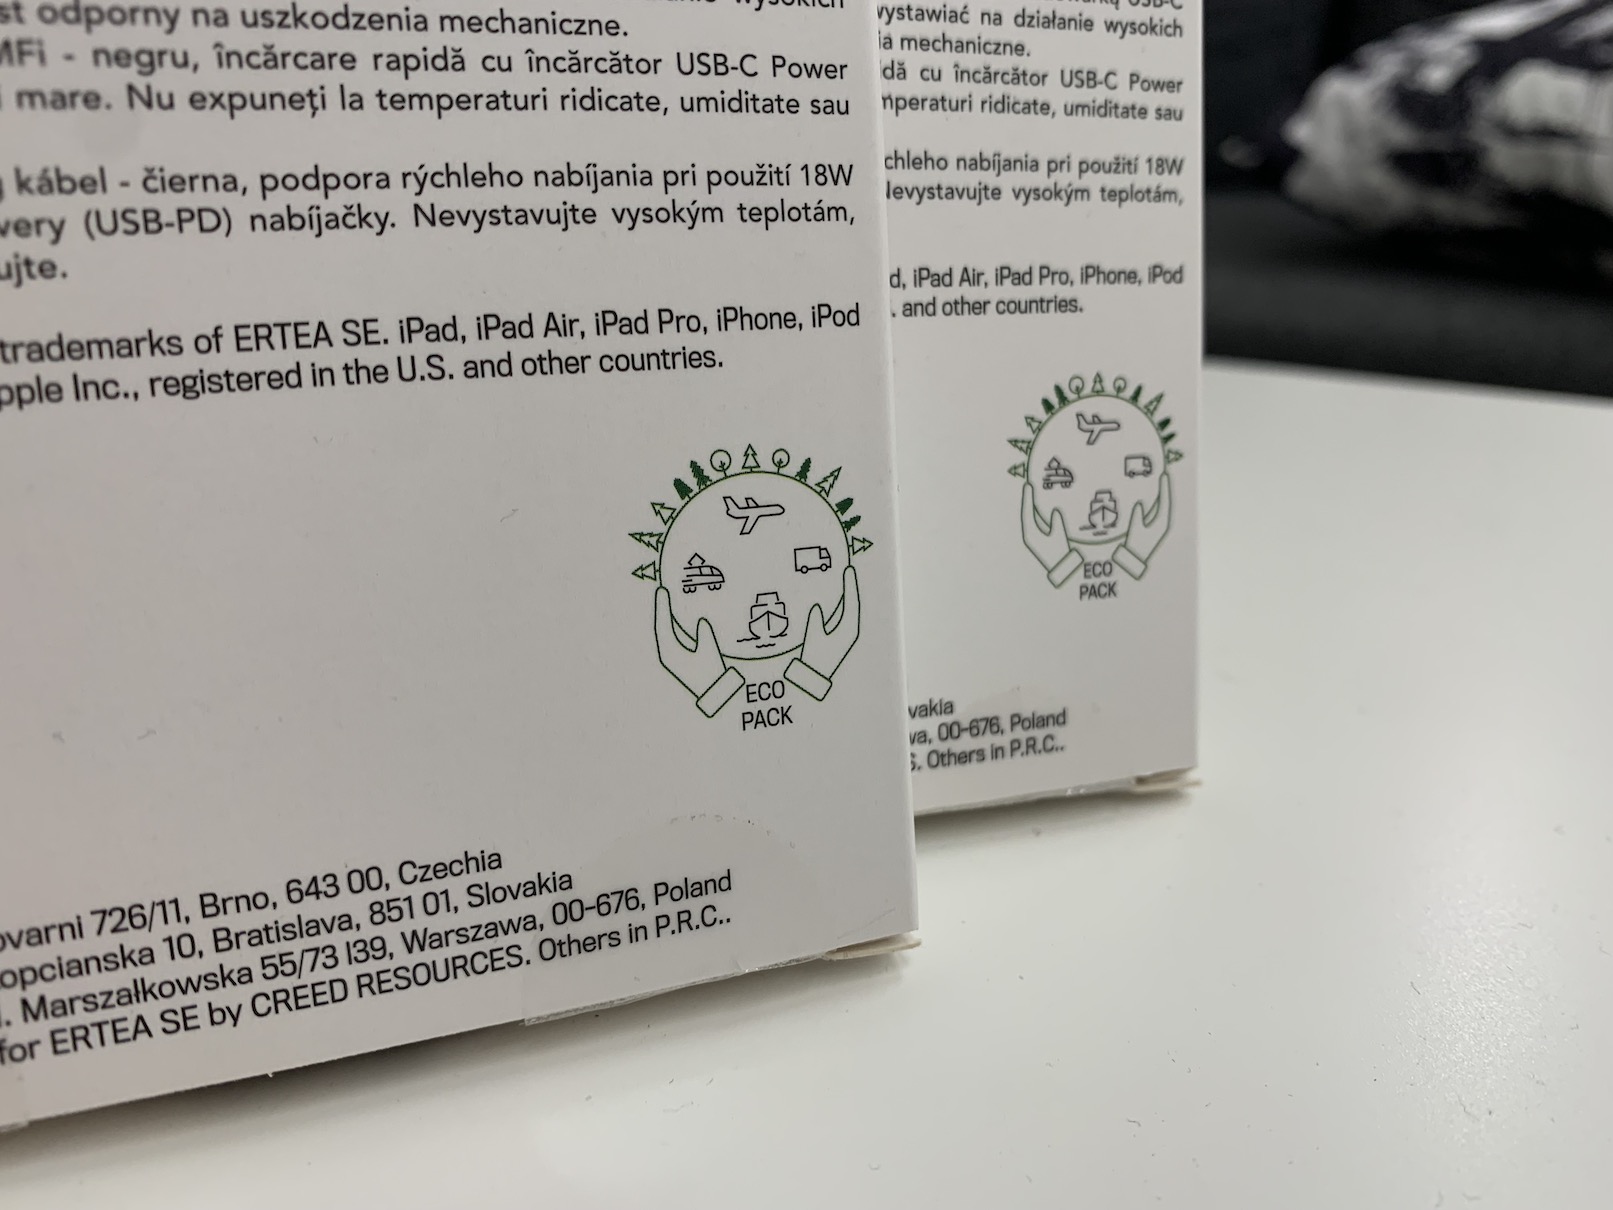 st odporny na uszkodzenia mechaniczne.
MFi - negru, încărcare rapidă cu încărcător USB-C Power
mare. Nu expuneți la temperaturi ridicate, umiditate sau
kábel - čierna, podpora rýchleho nabíjania pri použití 18W
very (USB-PD) nabíjačky. Nevystavujte vysokým teplotám,
ujte.
trademarks of ERTEA SE. iPad, iPad Air, iPad Pro, iPhone, iPod
pple Inc., registered in the U.S. and other countries.
ECO
PACK
ovarni 726/11, Brno, 643 00, Czechia
opcianska 10, Bratislava, 851 01, Slovakia
l. Marszałkowska 55/73 I39, Warszawa, 00-676, Poland
for ERTEA SE by CREED RESOURCES. Others in P.R.C..
USB-C
wystawiać na działanie wysokich
ia mechaniczne.
dă cu încărcător USB-C Power
mperaturi ridicate, umiditate sau
chleho nabíjania pri použití 18W
Nevystavujte vysokým teplotám,
d, iPad Air, iPad Pro, iPhone, iPod
. and other countries.
ECO
PACK
vakia
va, 00-676, Poland
S. Others in P.R.C..